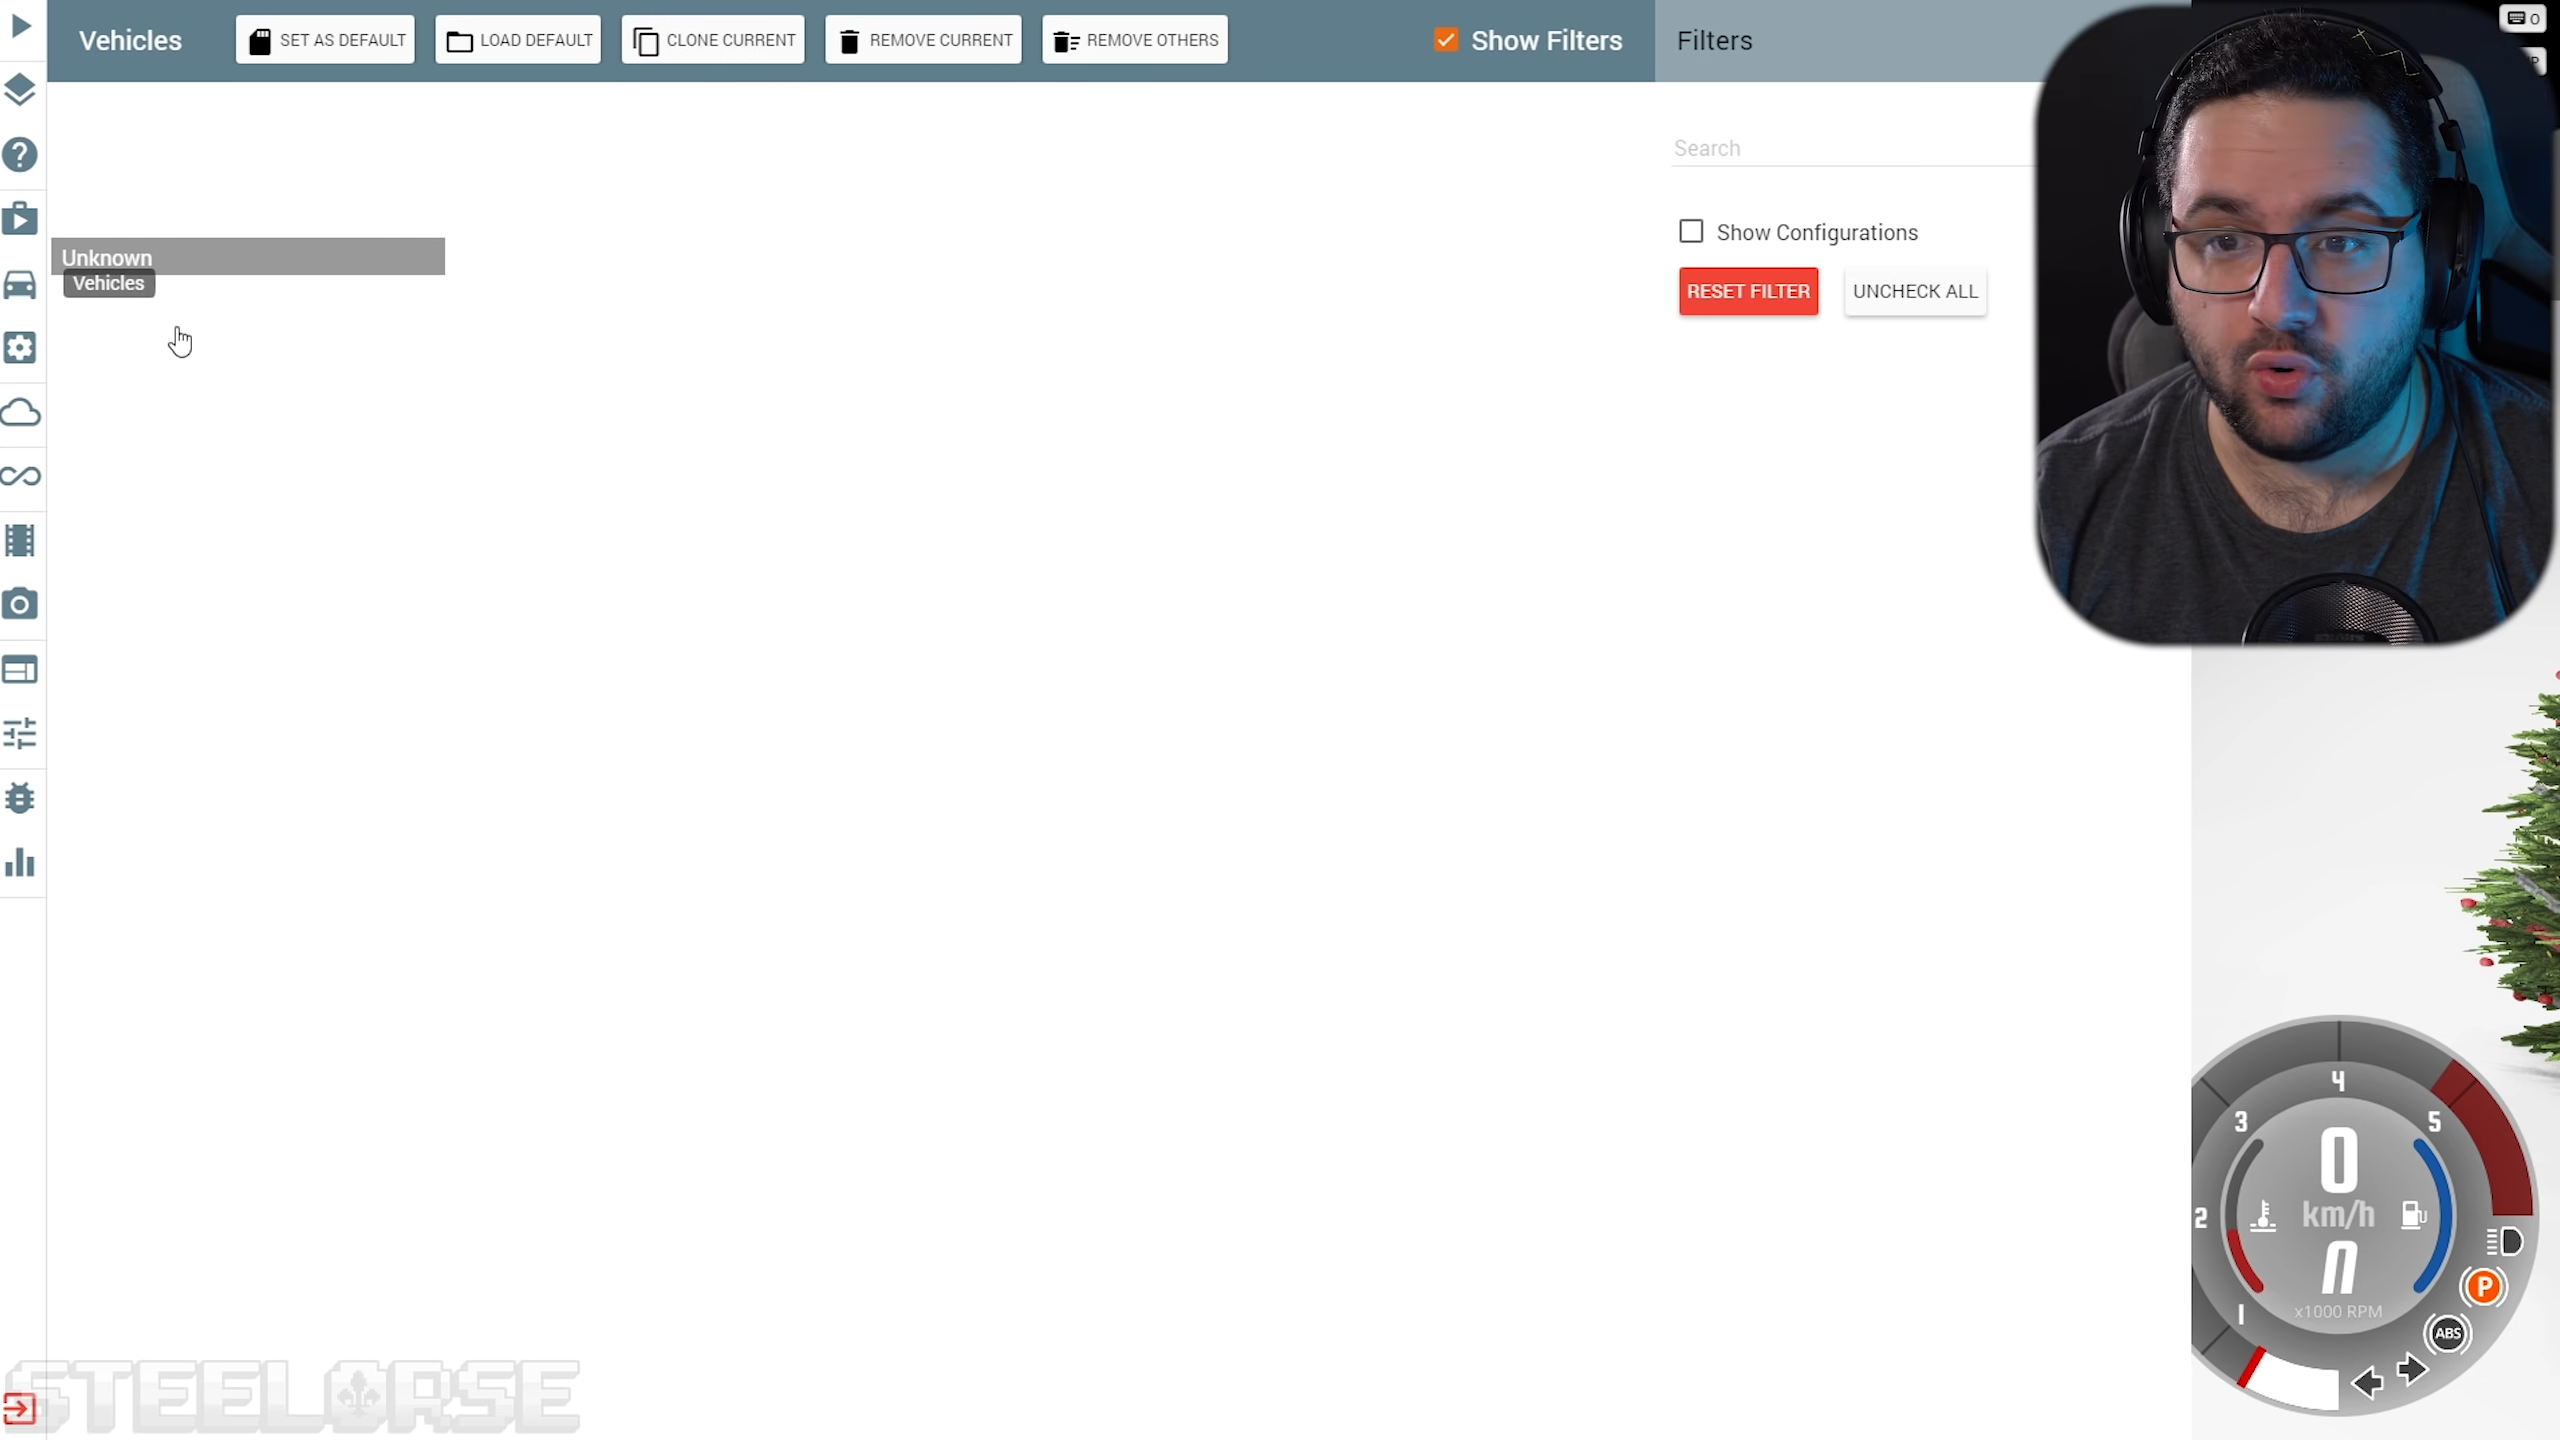 Vehicles
SET AS DEFAULT
LOAD DEFAULT
CLONE CURRENT
REMOVE CURRENT
REMOVE OTHERS
Show Filters
Filters
0
Search
Unknown
Vehicles
Show Configurations
RESET FILTER
UNCHECK ALL
4
3
5
0
2
km/h
n
P
1
x1000 RPM
ABS
STEELORSE